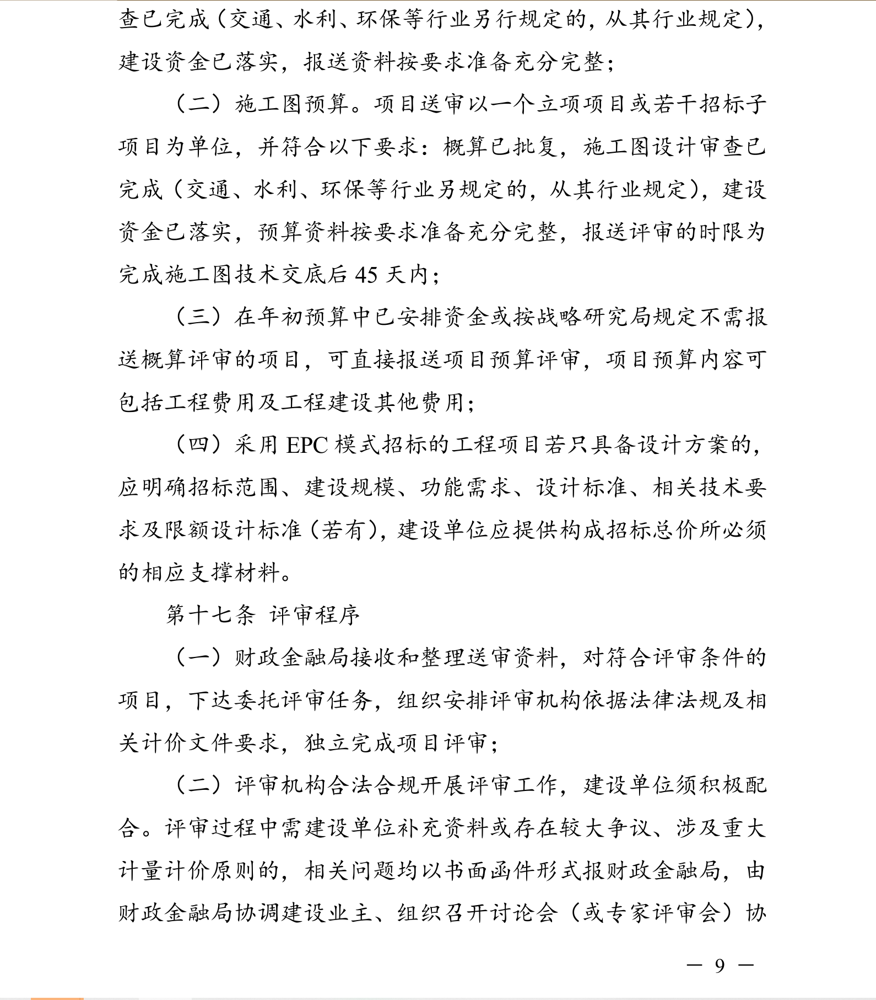 查已完成（交通、水利、环保等行业另行规定的，从其行业规定），
建设资金已落实，报送资料按要求准备充分完整；
（二）施工图预算。项目送审以一个立项项目或若干招标子
项目为单位，并符合以下要求：概算已批复，施工图设计审查已
完成（交通、水利、环保等行业另规定的，从其行业规定），建设
资金已落实，预算资料按要求准备充分完整，报送评审的时限为
完成施工图技术交底后 45 天内；
（三）在年初预算中已安排资金或按战略研究局规定不需报
送概算评审的项目，可直接报送项目预算评审，项目预算内容可
包括工程费用及工程建设其他费用；
（四）采用 EPC 模式招标的工程项目若只具备设计方案的，
应明确招标范围、建设规模、功能需求、设计标准、相关技术要
求及限额设计标准（若有），建设单位应提供构成招标总价所必须
的相应支撑材料。
第十七条 评审程序
（一）财政金融局接收和整理送审资料，对符合评审条件的
项目，下达委托评审任务，组织安排评审机构依据法律法规及相
关计价文件要求，独立完成项目评审；
（二）评审机构合法合规开展评审工作，建设单位须积极配
合。评审过程中需建设单位补充资料或存在较大争议、涉及重大
计量计价原则的，相关问题均以书面函件形式报财政金融局，由
财政金融局协调建设业主、组织召开讨论会（或专家评审会）协
— 9 —